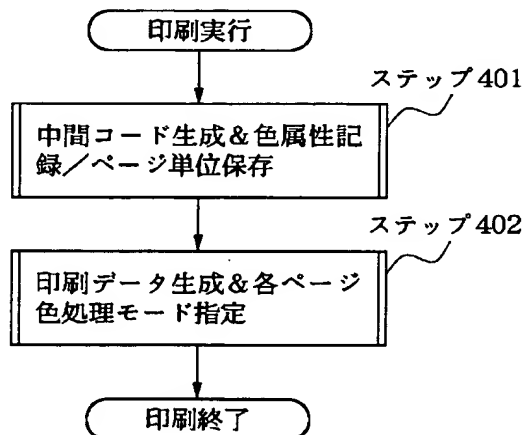 印刷実行
ステップ401
中間コード生成&色属性記
録/ページ単位保存
ステップ402
印刷データ生成&各ページ
色処理モード指定
印刷終了